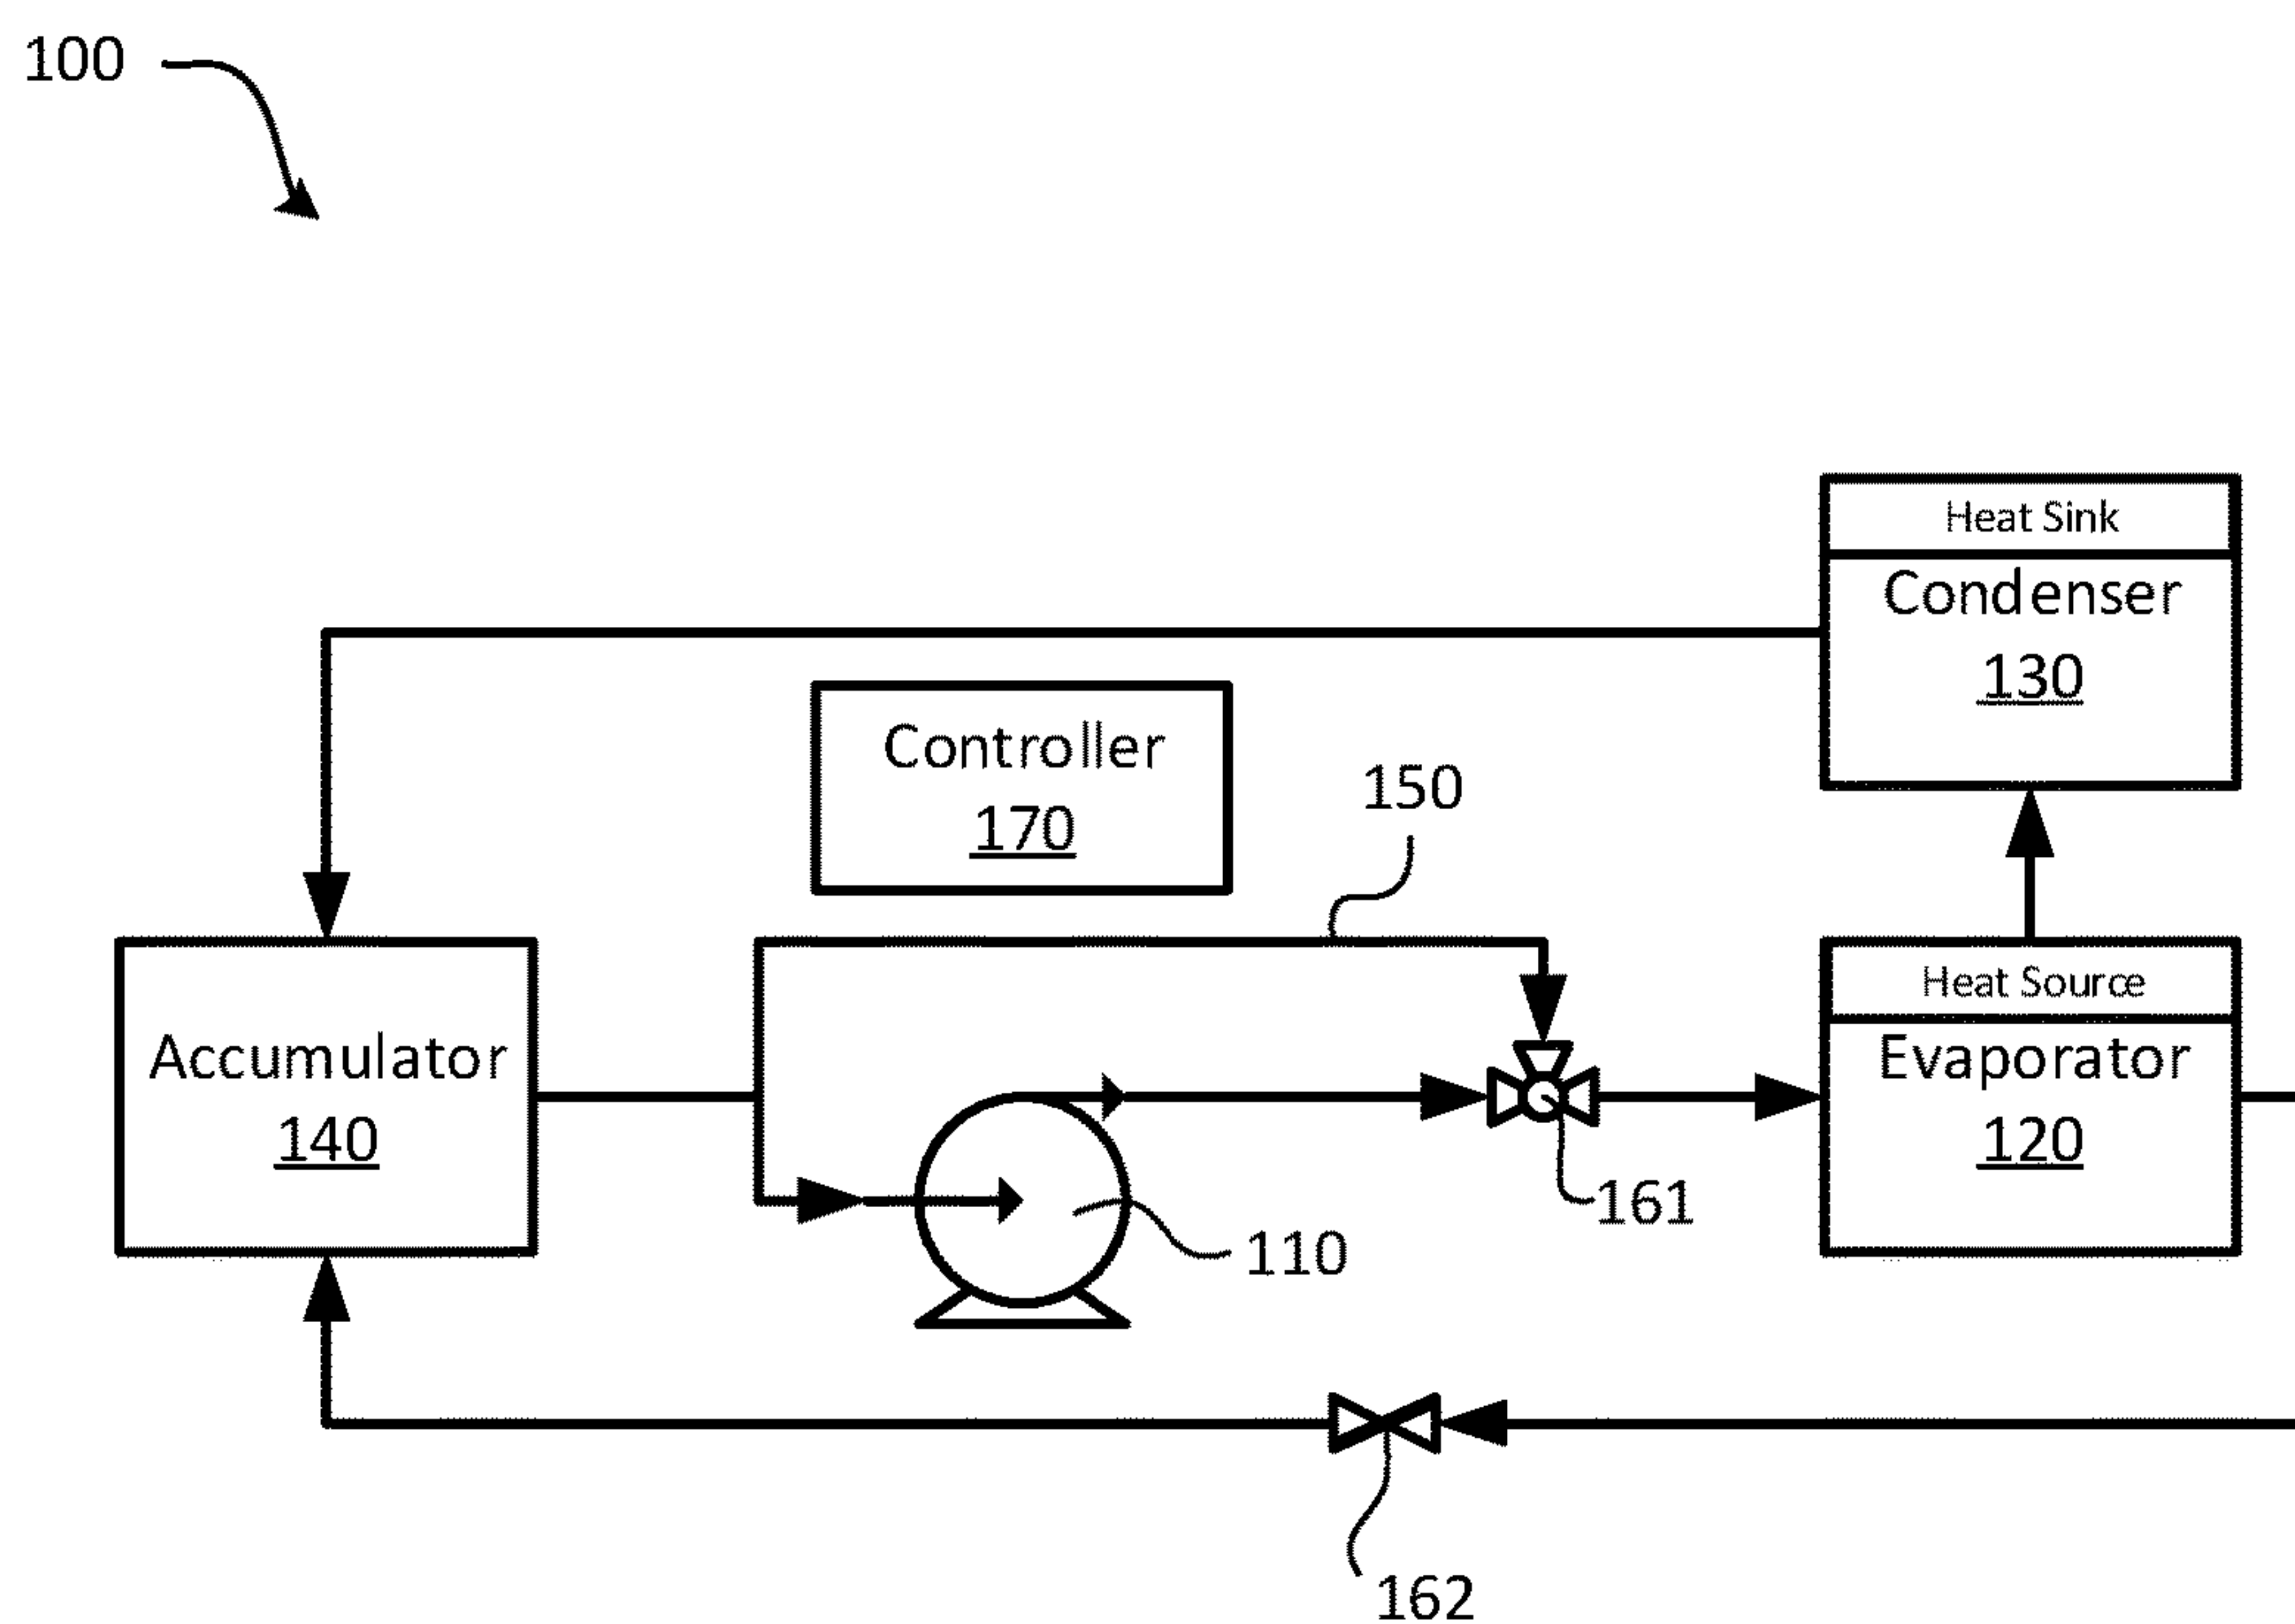 100
Heat Sink
Condenser
130
Controller
170
150
Heat Source
Accumulator
140
Evaporator
120
161
110
162